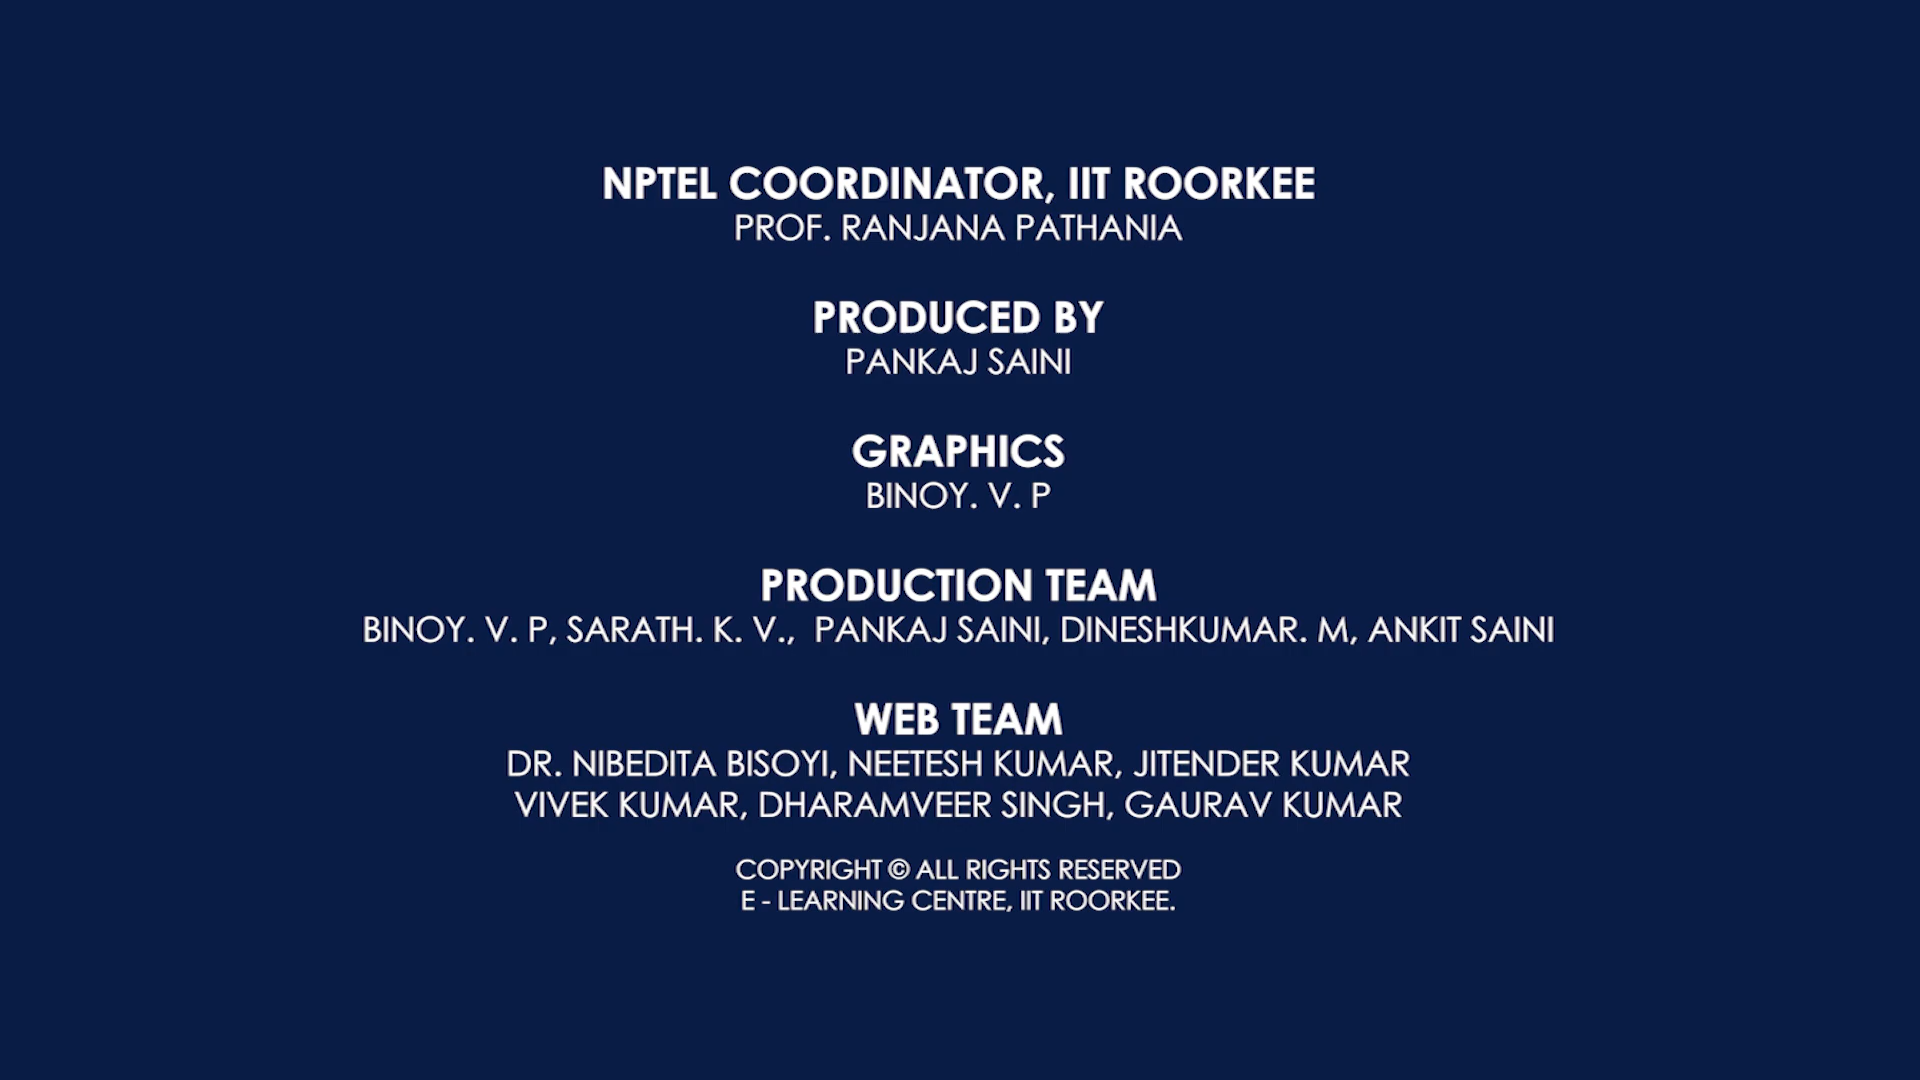 NPTEL COORDINATOR, IIT ROORKEE
PROF. RANJANA PATHANIA
PRODUCED BY
PANKAJ SAINI
GRAPHICS
BINOY. V. P
PRODUCTION TEAM
BINOY. V. P, SARATH. K. V.,  PANKAJ SAINI, DINESHKUMAR. M, ANKIT SAINI
WEB TEAM
DR. NIBEDITA BISOYI, NEETESH KUMAR, JITENDER KUMAR
VIVEK KUMAR, DHARAMVEER SINGH, GAURAV KUMAR
COPYRIGHT © ALL RIGHTS RESERVED
E - LEARNING CENTRE, IIT ROORKEE.